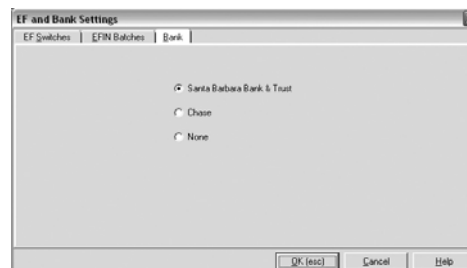 EF and Bank Settings
EF Switches | EFIN Batches | Bank
Santa Barbara Bank & Trust
Chase
None
OK (esc) Cancel Help